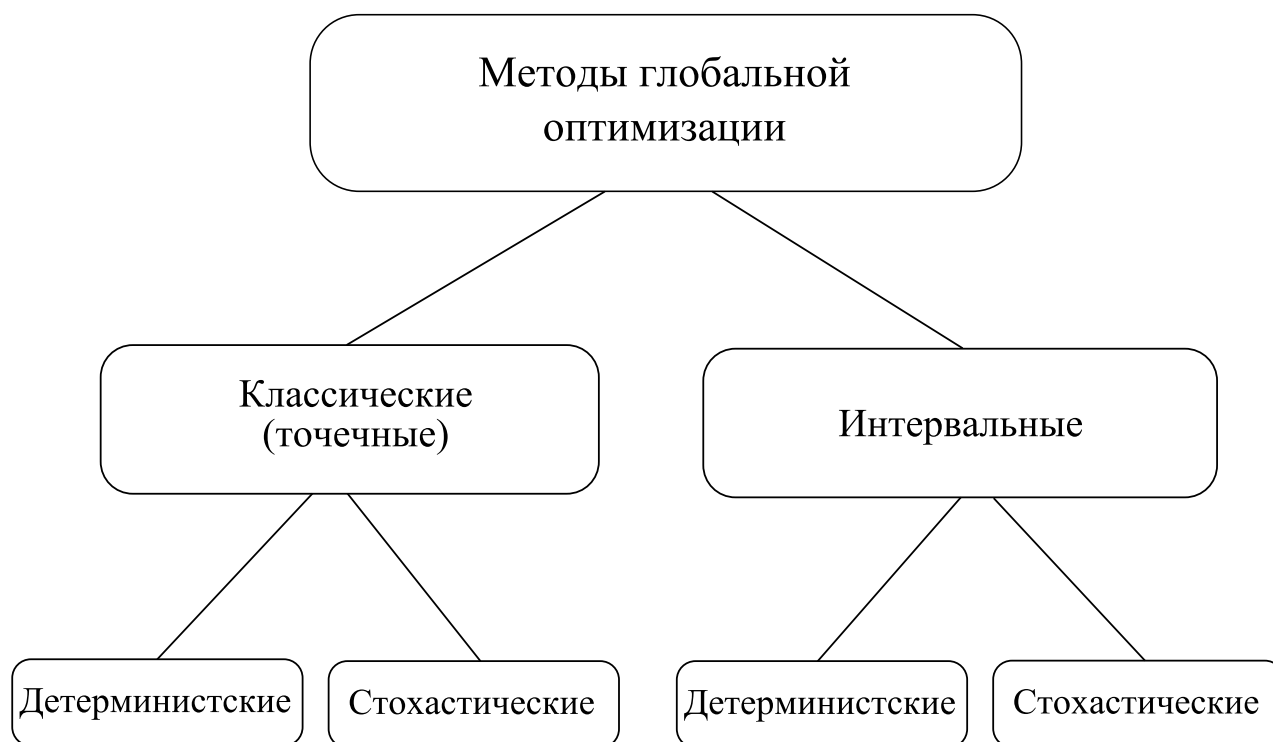 Методы глобальной
оптимизации
Классические
(точечные)
Интервальные
Детерминистские
Стохастические
Детерминистские
Стохастические